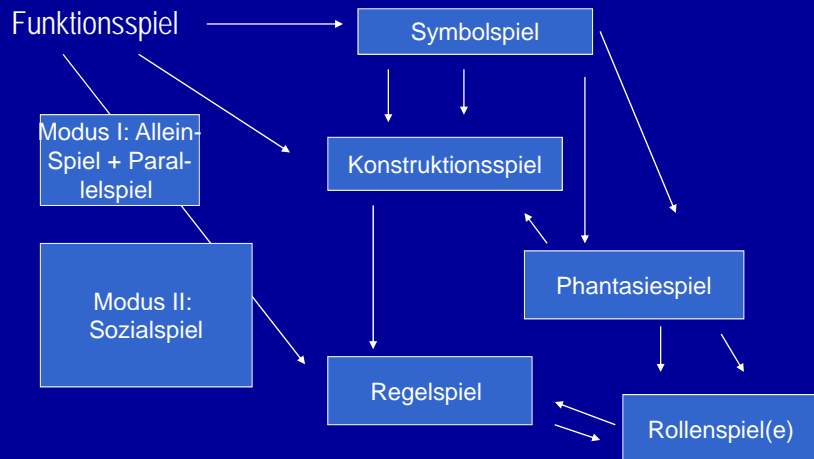 Funktionsspiel
Symbolspiel
Modus I: Allein-
Spiel + Paral-
lelspiel
Konstruktionsspiel
Modus II:
Sozialspiel
Phantasiespiel
Regelspiel
Rollenspiel(e)